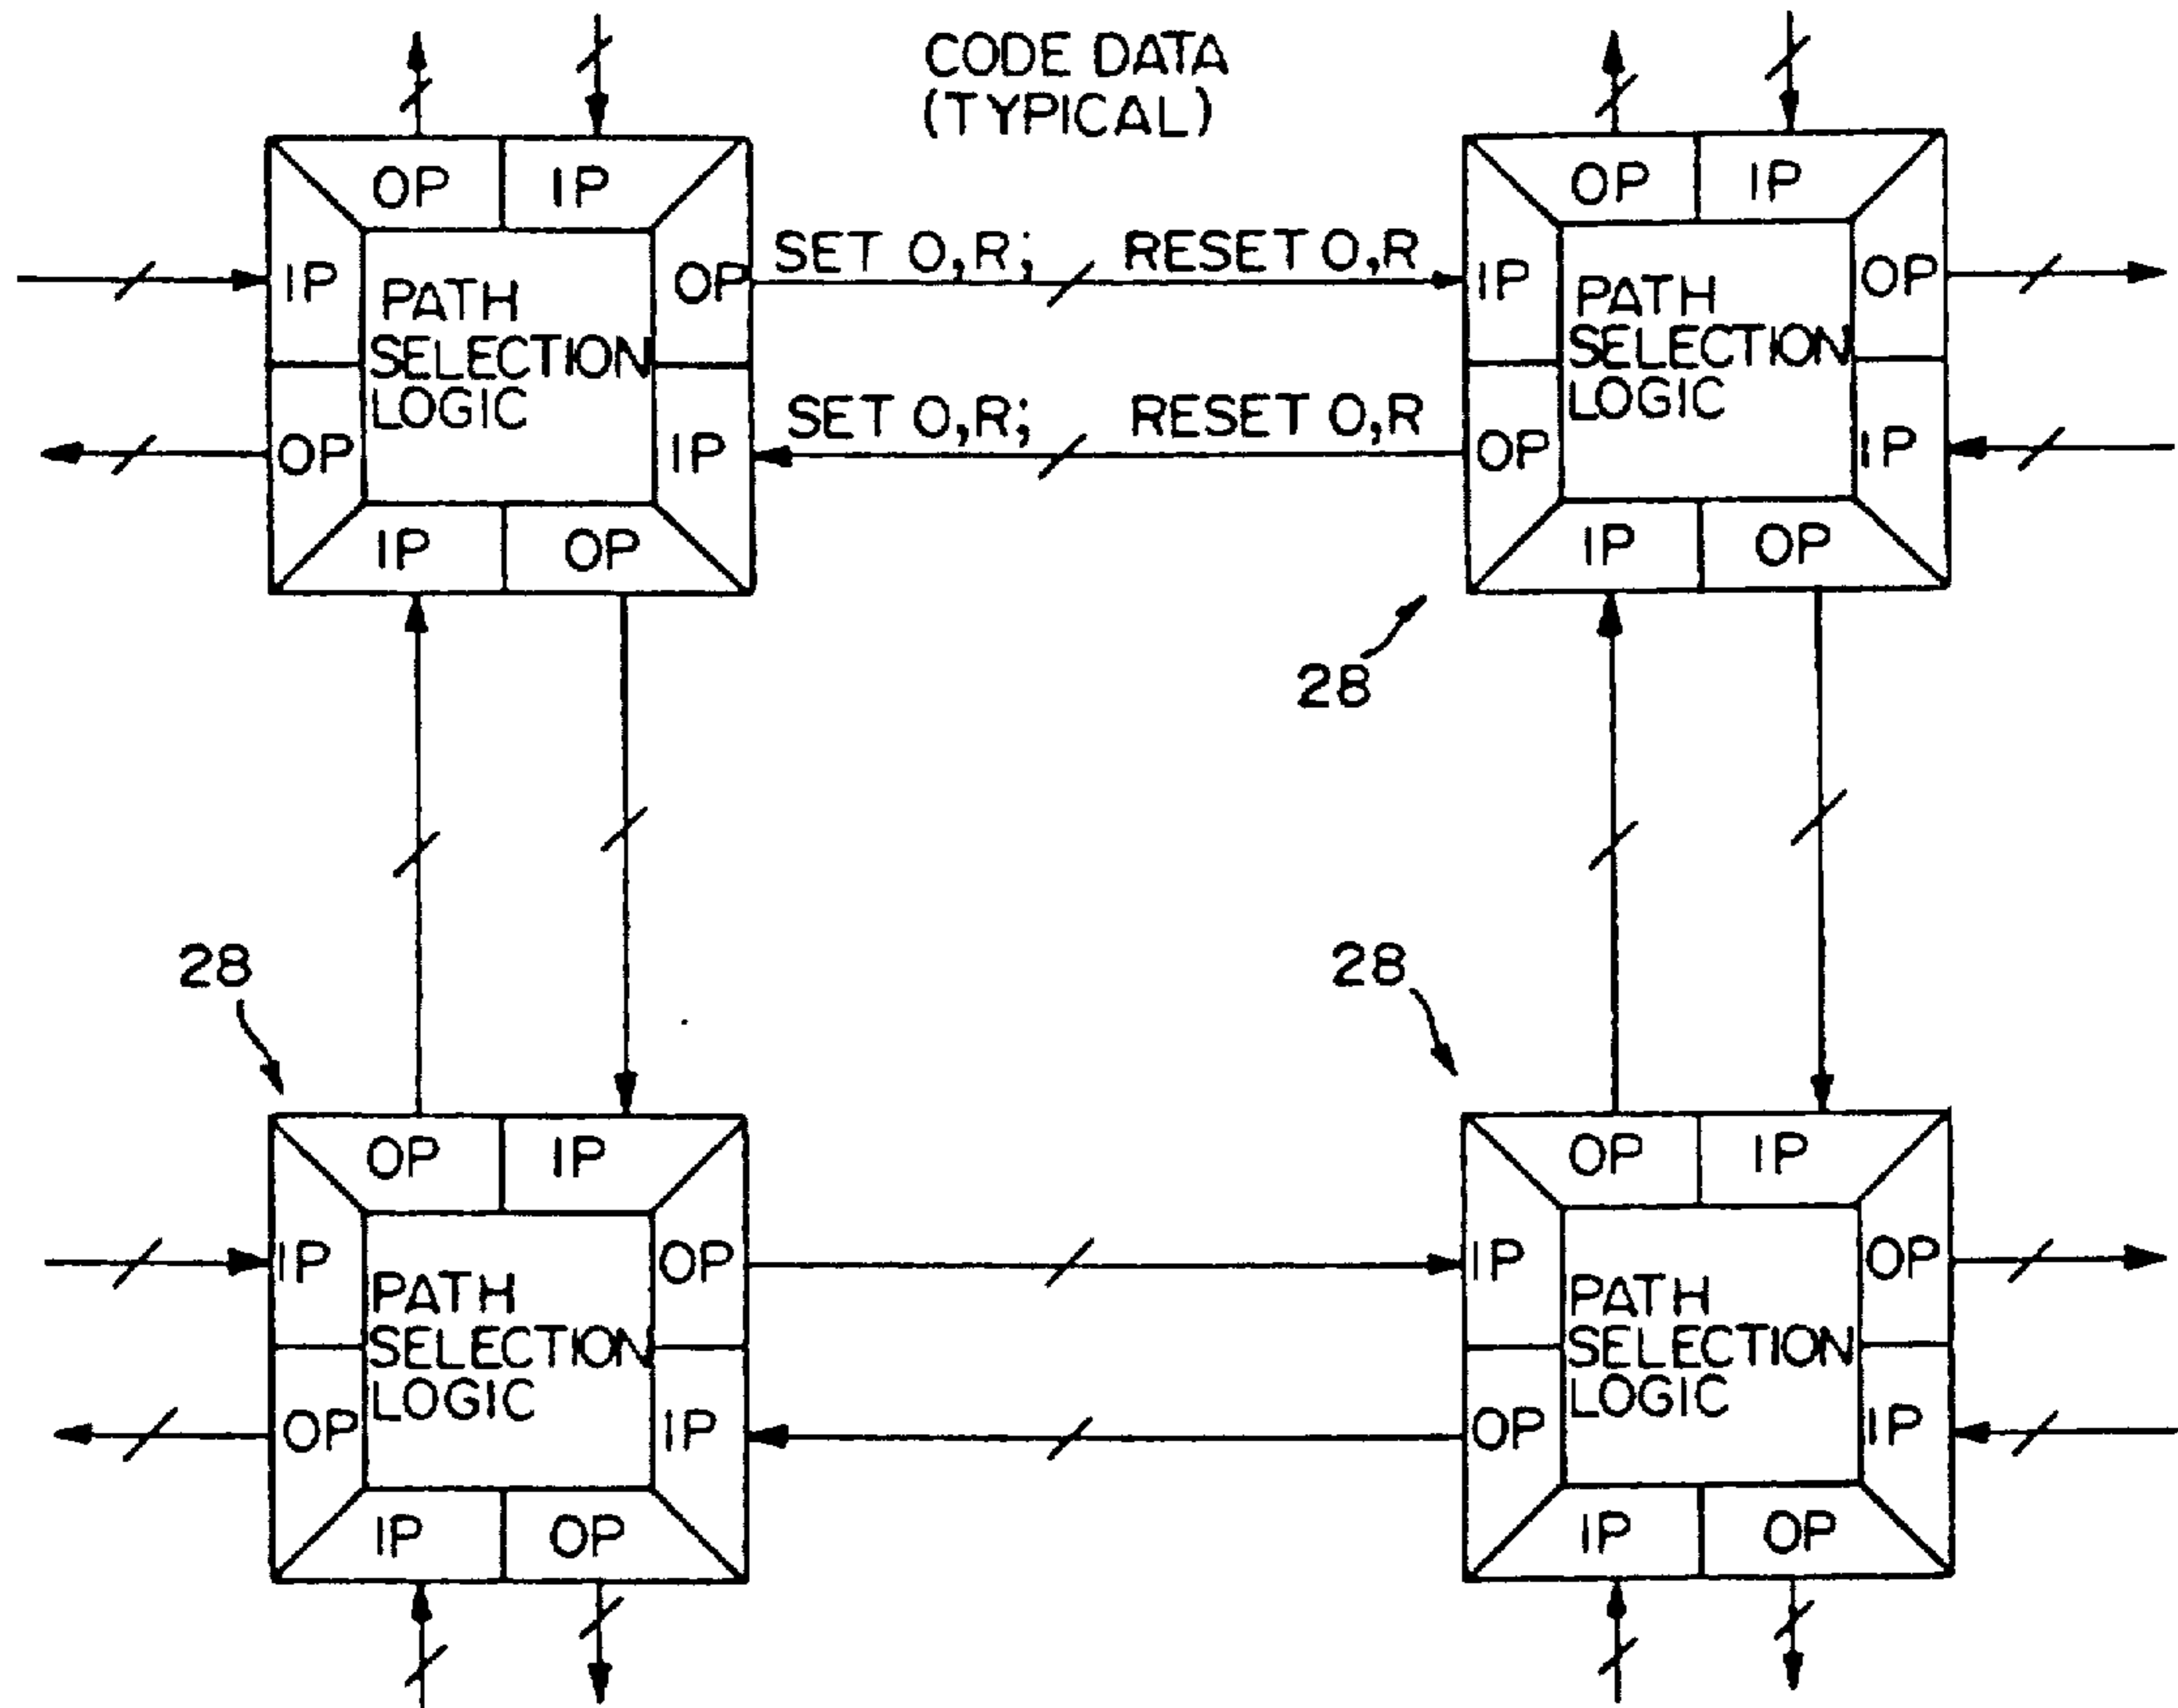 CODE DATA
(TYPICAL)
OP IP
OP IP
IP
PATH
SELECTION
LOGIC
OP
SET O,R; RESET O,R
IP
PATH
SELECTION
LOGIC
OP
OP
IP
SET O,R; RESET O,R
OP
IP
IP OP
IP OP
28
28
28
OP IP
OP IP
IP
PATH
SELECTION
LOGIC
OP
IP
PATH
SELECTION
LOGIC
OP
OP
IP
OP
IP
IP OP
IP OP